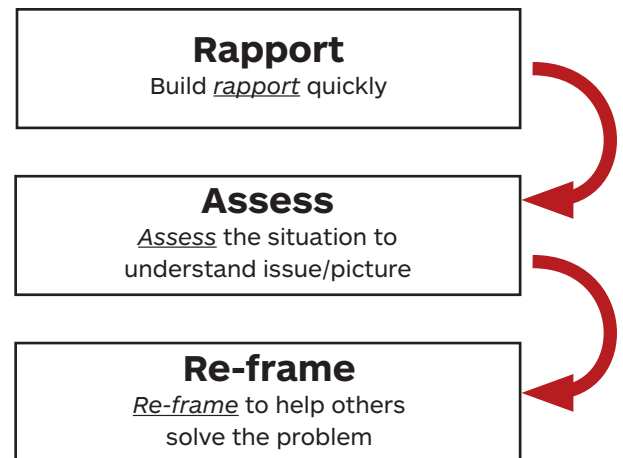 Rapport
Build rapport quickly
Assess
Assess the situation to
understand issue/picture
Re-frame
Re-frame to help others
solve the problem